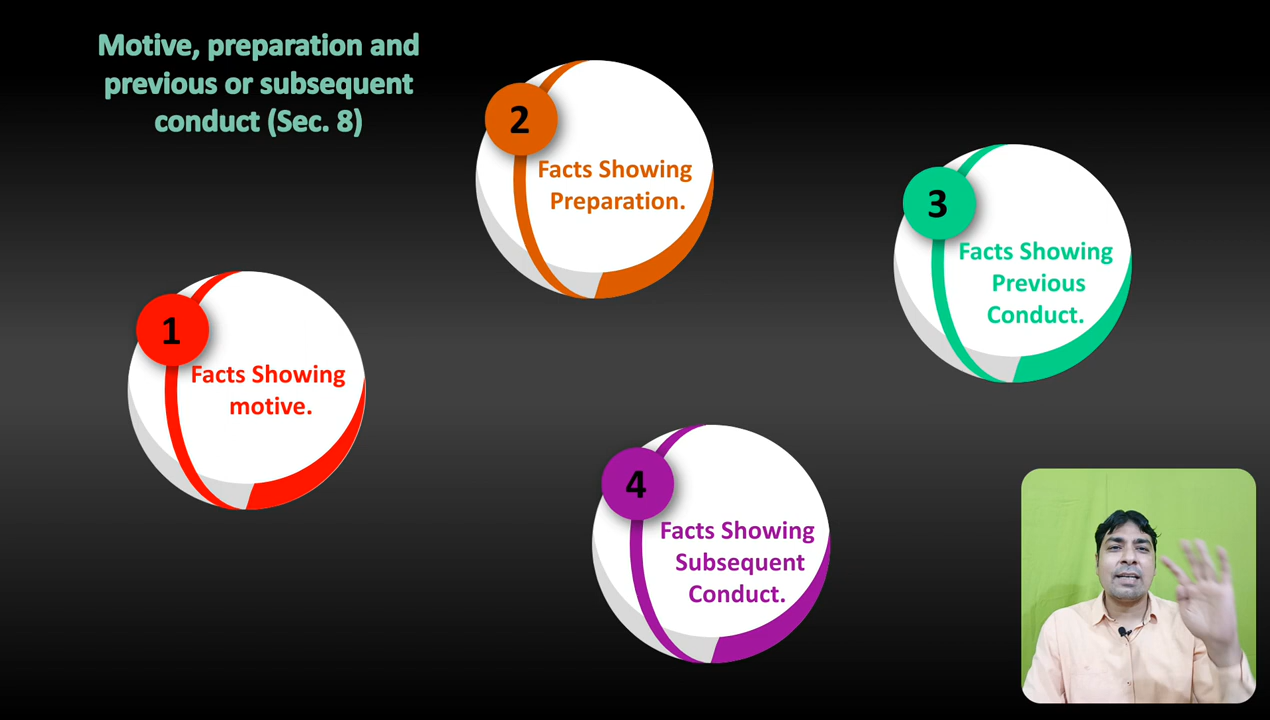 Motive, preparation and
previous or subsequent
conduct (Sec. 8)
1
Facts Showing
motive.
2
Facts Showing
Preparation.
3
Facts Showing
Previous
Conduct.
4
Facts Showing
Subsequent
Conduct.